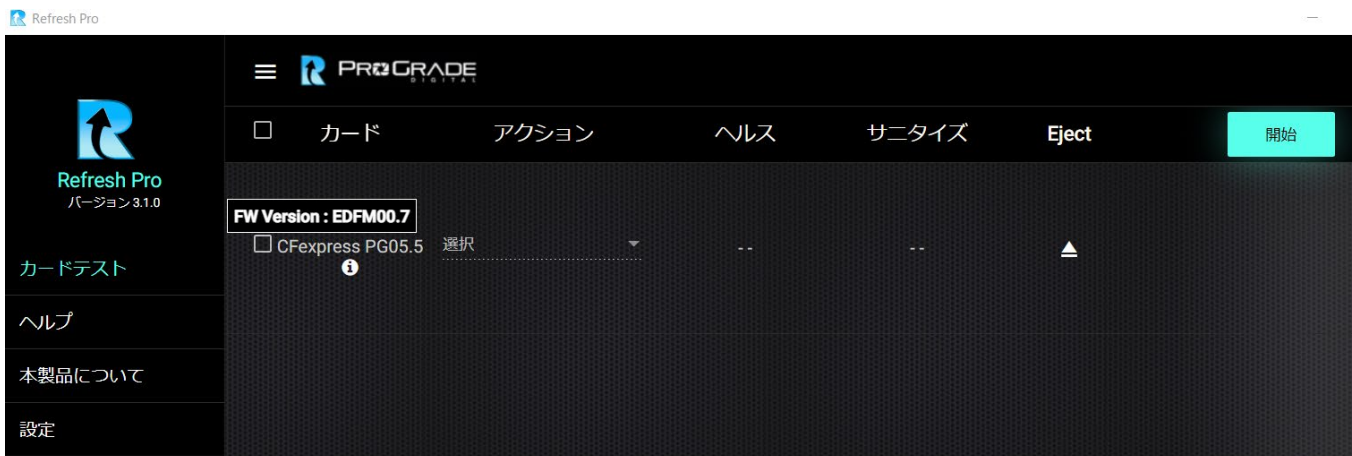 Refresh Pro
PROGRADE
DIGITAL
カード アクション ヘルス サニタイズ Eject 開始
Refresh Pro
バージョン 3.1.0
FW Version : EDFM00.7
CFexpress PG05.5 選択 -- --
カードテスト
ヘルプ
本製品について
設定